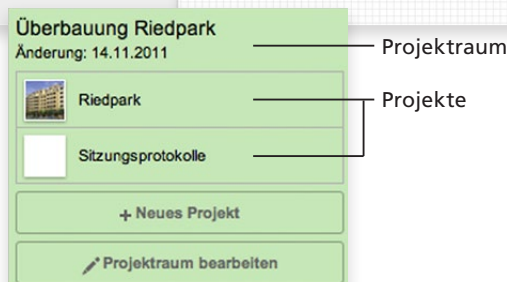 Überbauung Riedpark
Änderung: 14.11.2011
Projektraum
Riedpark
Projekte
Sitzungsprotokolle
+ Neues Projekt
Projektraum bearbeiten